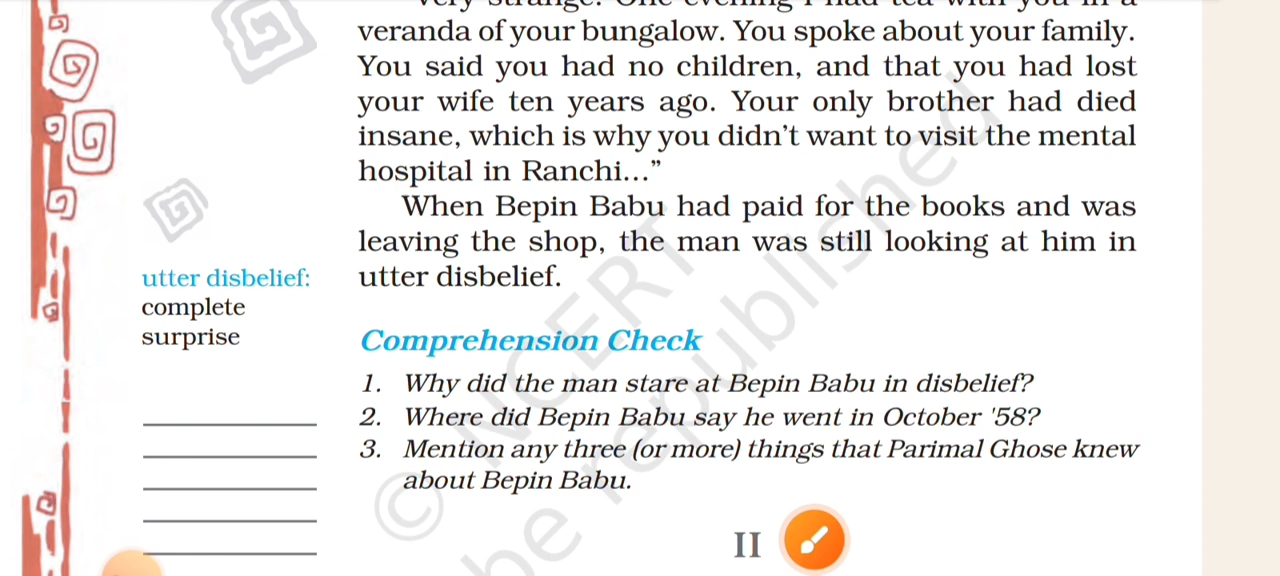 veranda of your bungalow. You spoke about your family.
You said you had no children, and that you had lost
your wife ten years ago. Your only brother had died
insane, which is why you didn’t want to visit the mental
hospital in Ranchi...”
When Bepin Babu had paid for the books and was
leaving the shop, the man was still looking at him in
utter disbelief.
utter disbelief:
complete
surprise
Comprehension Check
1. Why did the man stare at Bepin Babu in disbelief?
2. Where did Bepin Babu say he went in October '58?
3. Mention any three (or more) things that Parimal Ghose knew
about Bepin Babu.
II
© NCERT
be republished